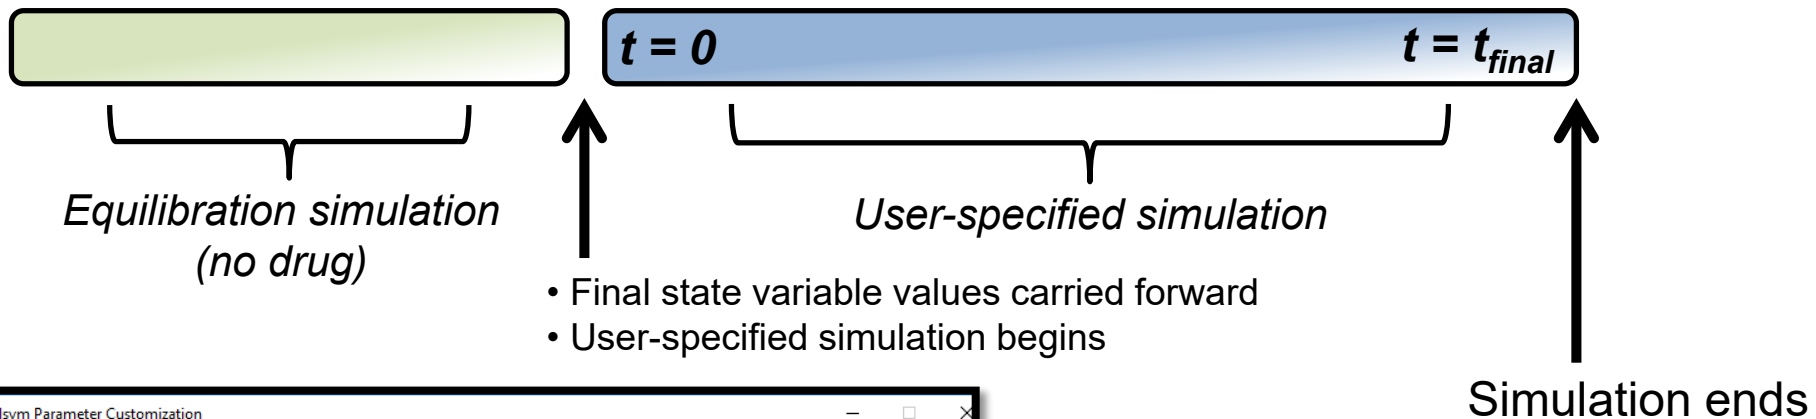 t = 0
t = tfinal
Equilibration simulation
(no drug)
User-specified simulation
• Final state variable values carried forward
• User-specified simulation begins
Simulation ends
Parameter Customization